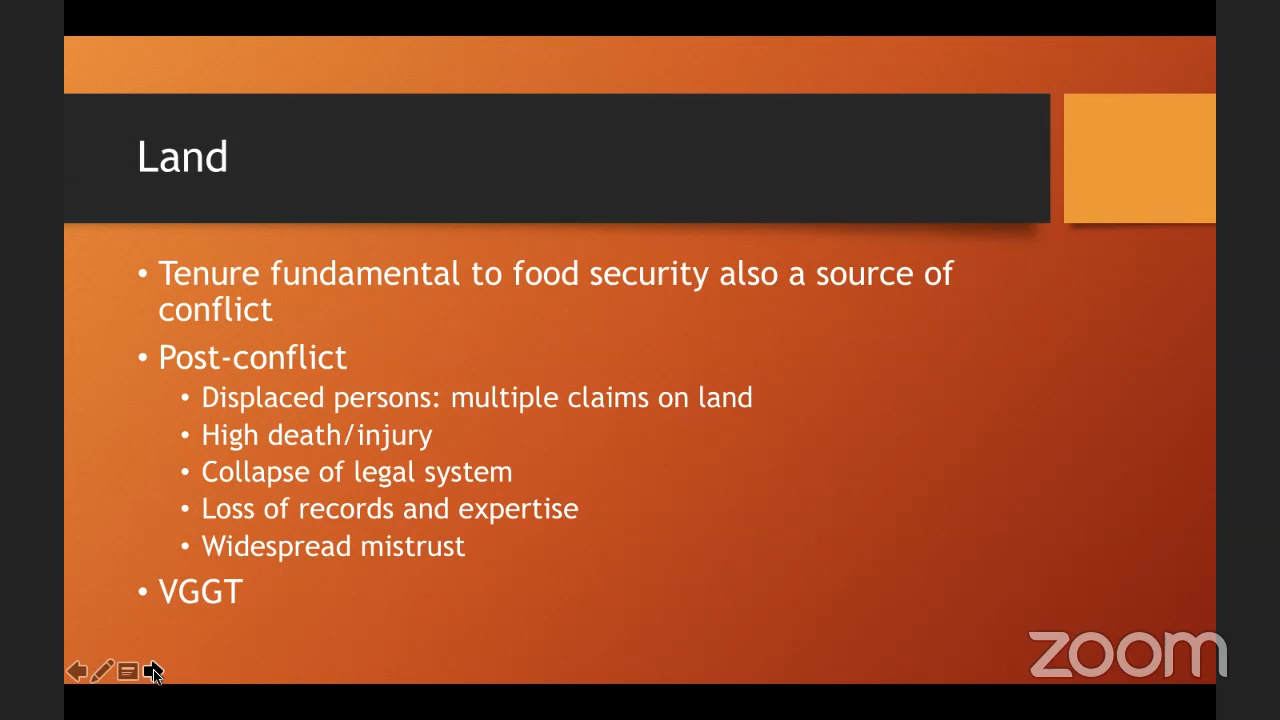 Land
• Tenure fundamental to food security also a source of
conflict
• Post-conflict
• Displaced persons: multiple claims on land
• High death/injury
• Collapse of legal system
• Loss of records and expertise
• Widespread mistrust
• VGGT
zoom